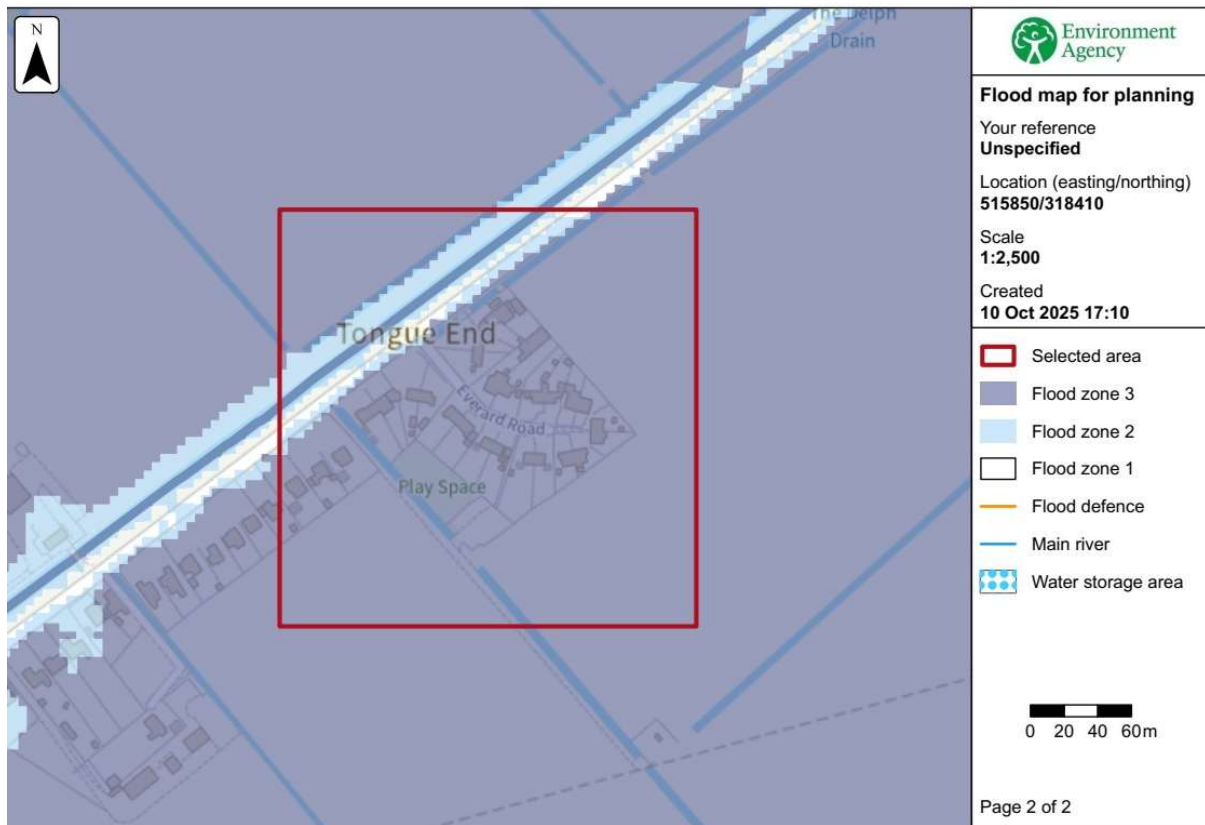 N
The Delph
Drain
Tongue End
Everard Road
Play Space
Environment
Agency
Flood map for planning
Your reference
Unspecified
Location (easting/northing)
515850/318410
Scale
1:2,500
Created
10 Oct 2025 17:10
Selected area
Flood zone 3
Flood zone 2
Flood zone 1
Flood defence
Main river
Water storage area
0 20 40 60m
Page 2 of 2